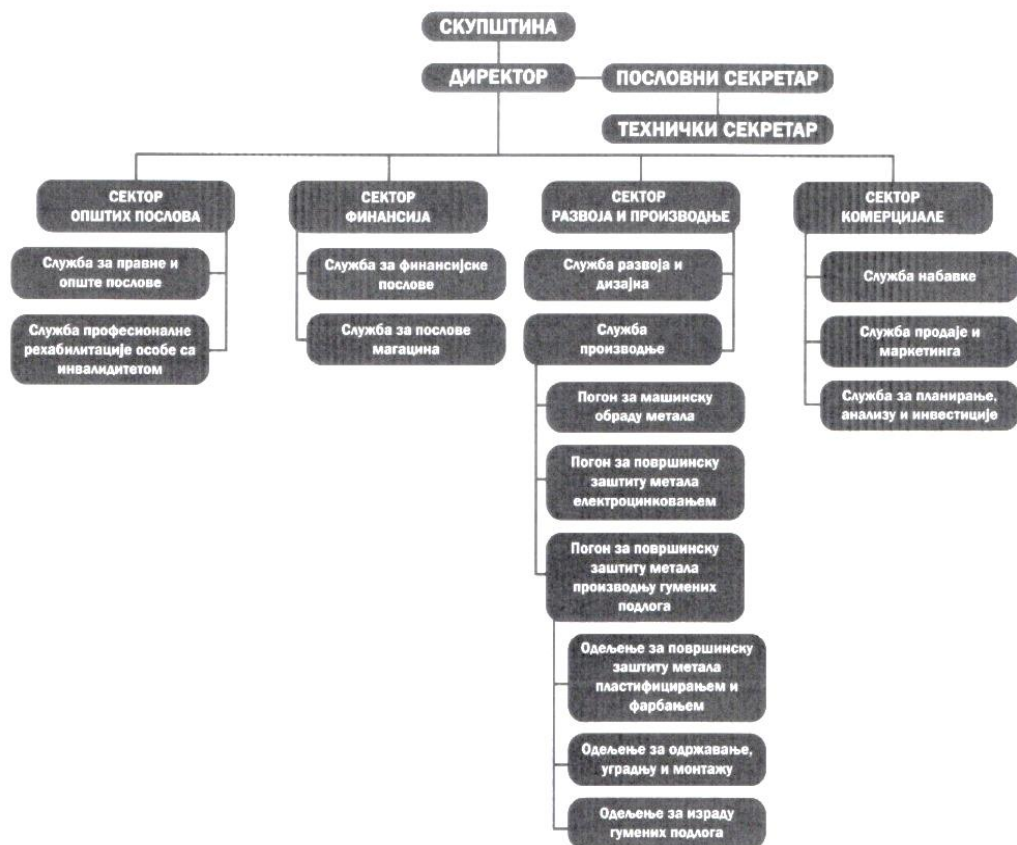 СКУПШТИНА
ДИРЕКТОР
ПОСЛОВНИ СЕКРЕТАР
ТЕХНИЧКИ СЕКРЕТАР
СЕКТОР
ОПШТИХ ПОСЛОВА
Служба за правне и
опште послове
Служба професионалне
рехабилитације особе са
инвалидитетом
СЕКТОР
ФИНАНСИЈА
Служба за финансијске
послове
Служба за послове
магацина
СЕКТОР
РАЗВОЈА И ПРОИЗВОДЊЕ
Служба развоја и
дизајна
Служба
производње
Погон за машинску
обраду метала
Погон за површинску
заштиту метала
електроцинковањем
Погон за површинску
заштиту метала
производњу гумених
подлога
Одељење за површинску
заштиту метала
пластифицирањем и
фарбањем
Одељење за одржавање,
уградњу и монтажу
Одељење за израду
гумених подлога
СЕКТОР
КОМЕРЦИЈАЛЕ
Служба набавке
Служба продаје и
маркетинга
Служба за планирање,
анализу и инвестиције